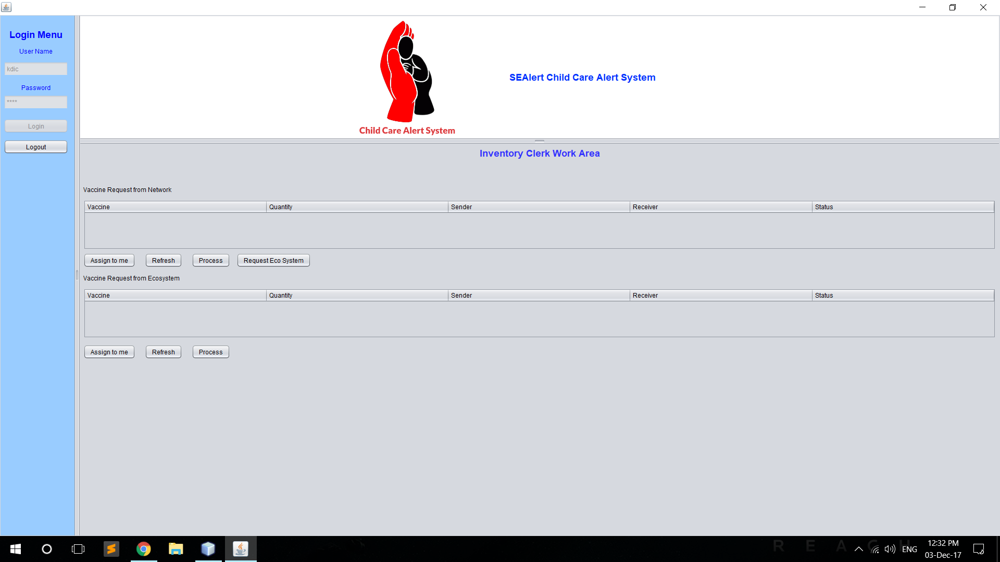 Login Menu
User Name
kdic
Password
****
Login
Logout
Child Care Alert System
SEAlert Child Care Alert System
Inventory Clerk Work Area
Vaccine Request from Network
Vaccine Quantity Sender Receiver Status
Assign to me Refresh Process Request Eco System
Vaccine Request from Ecosystem
Vaccine Quantity Sender Receiver Status
Assign to me Refresh Process
R E A C H
ENG
12:32 PM
03-Dec-17